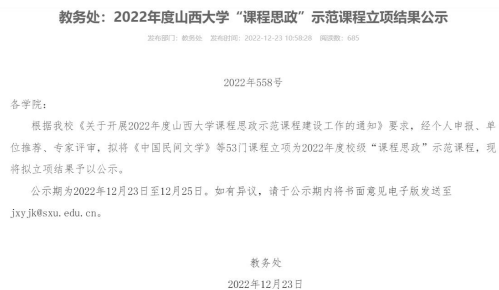 教务处：2022年度山西大学“课程思政”示范课程立项结果公示
发布部门：教务处 发布时间：2022-12-23 10:58:28 阅读数：685
2022年558号
各学院：
根据我校《关于开展2022年度山西大学课程思政示范课程建设工作的通知》要求，经个人申报、单
位推荐、专家评审，拟将《中国民间文学》等53门课程立项为2022年度校级“课程思政”示范课程，现
将拟立项结果予以公示。
公示期为2022年12月23日至12月25日。如有异议，请于公示期内将书面意见电子版发送至
jxyjk@sxu.edu.cn。
教务处
2022年12月23日